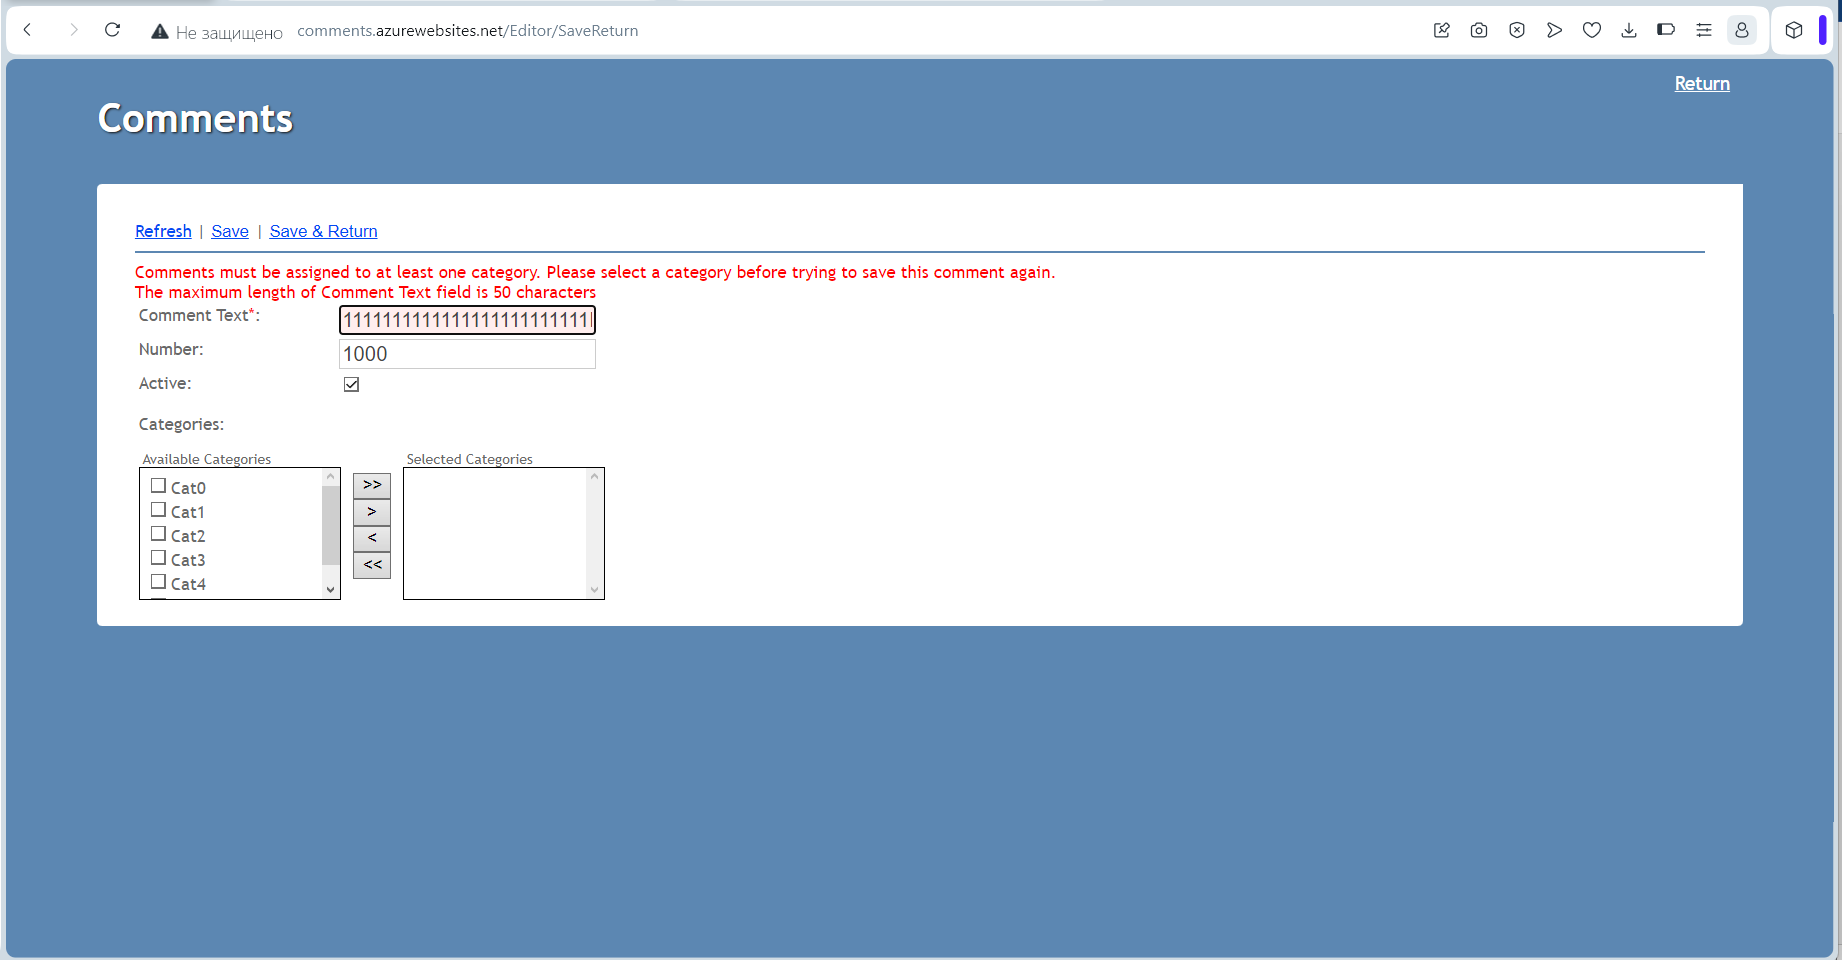 Не защищено comments.azurewebsites.net/Editor/SaveReturn
Return
Comments
Refresh | Save | Save & Return
Comments must be assigned to at least one category. Please select a category before trying to save this comment again.
The maximum length of Comment Text field is 50 characters
Comment Text*:
Number: 1000
Active:
Categories:
Available Categories
Selected Categories
Cat0
Cat1
Cat2
Cat3
Cat4
>>
>
<
<<